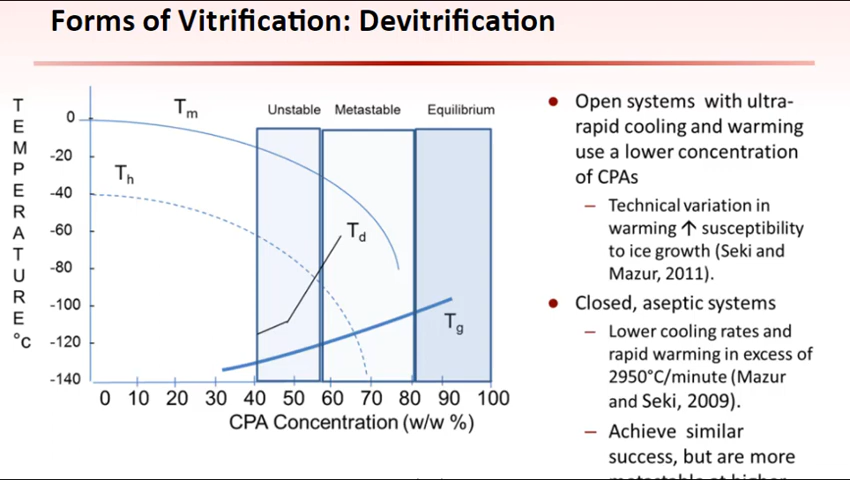 Forms of Vitrification: Devitrification
TEMPERATURE °c
0
-20
-40
-60
-80
-100
-120
-140
Tm
Th
Td
Tg
Unstable Metastable Equilibrium
0 10 20 30 40 50 60 70 80 90 100
CPA Concentration (w/w %)
• Open systems with ultra-
rapid cooling and warming
use a lower concentration
of CPAs
– Technical variation in
warming ↑ susceptibility
to ice growth (Seki and
Mazur, 2011).
• Closed, aseptic systems
– Lower cooling rates and
rapid warming in excess of
2950°C/minute (Mazur
and Seki, 2009).
– Achieve similar
success, but are more